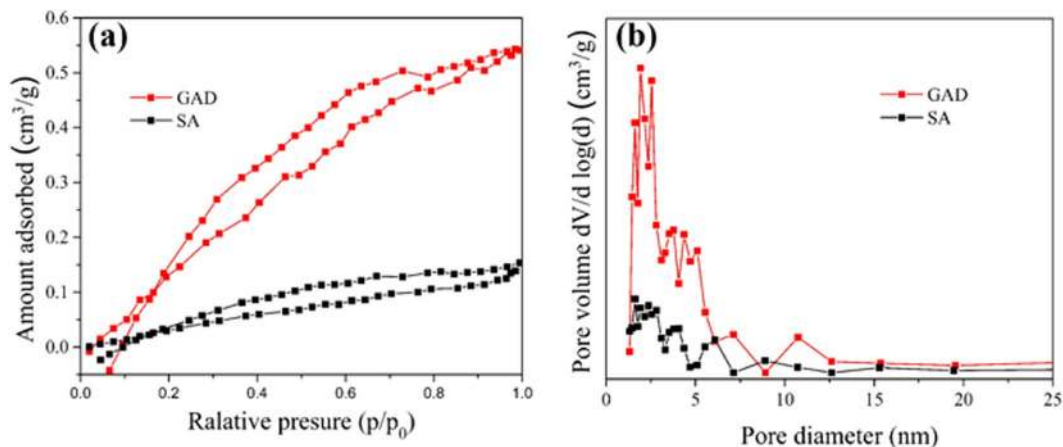 (a)
GAD
SA
Amount adsorbed (cm³/g)
0.6
0.5
0.4
0.3
0.2
0.1
0.0
0.0 0.2 0.4 0.6 0.8 1.0
Ralative presure (p/p₀)
(b)
GAD
SA
Pore volume dV/d log(d) (cm³/g)
0 5 10 15 20 25
Pore diameter (nm)